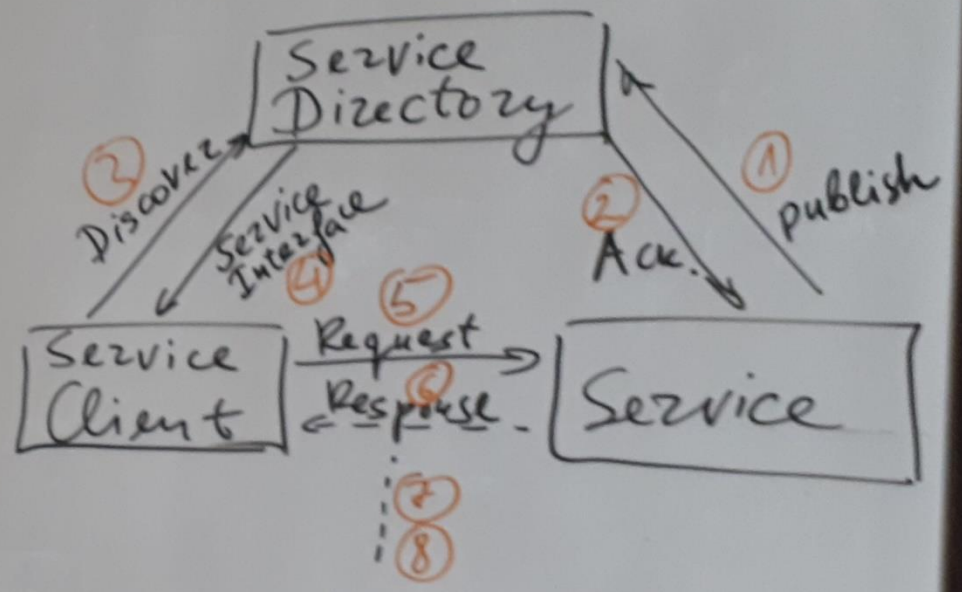 Service
Directory
③
Discover
Service
Interface
④
②
Ack.
①
publish
⑤
Request
⑥
Response
Service
Client
Service
⑦
⑧